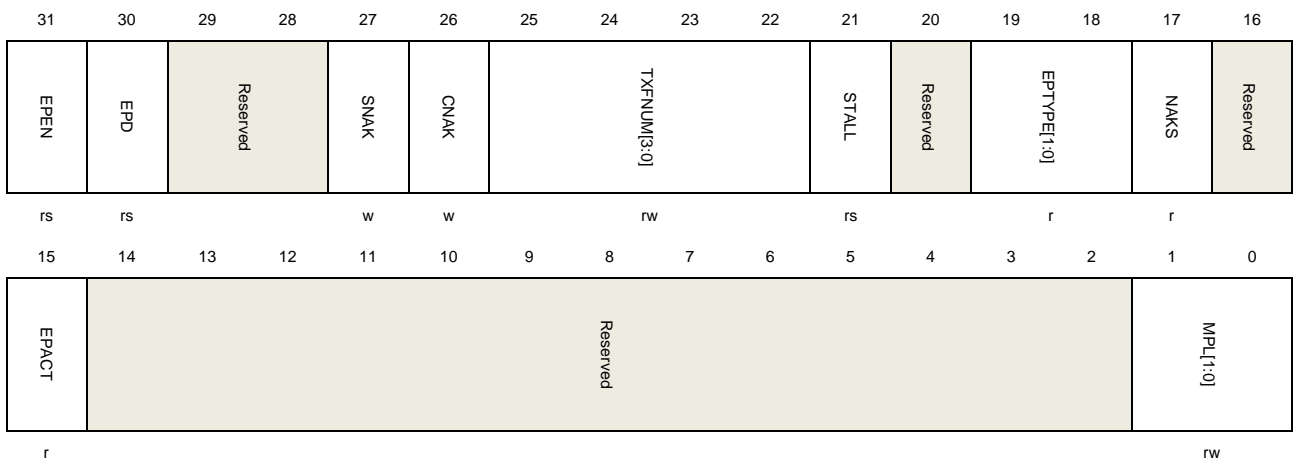 31 30 29 28 27 26 25 24 23 22 21 20 19 18 17 16
EPEN EPD Reserved SNAK CNAK TXFNUM[3:0] STALL Reserved EPTYPE[1:0] NAKS Reserved
rs rs w w rw rs r r
15 14 13 12 11 10 9 8 7 6 5 4 3 2 1 0
EPACT Reserved MPL[1:0]
r rw